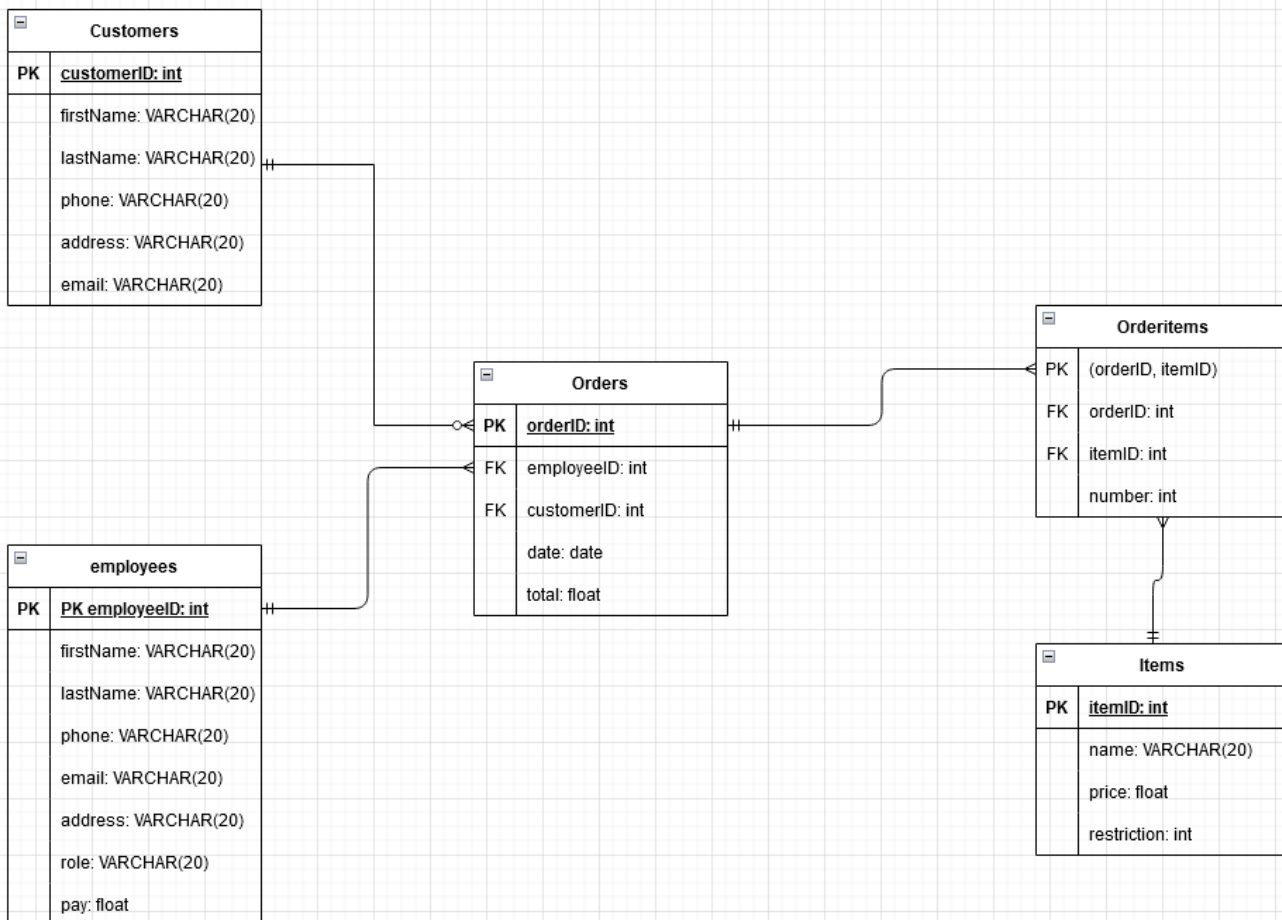 Customers
PK customerID: int
firstName: VARCHAR(20)
lastName: VARCHAR(20)
phone: VARCHAR(20)
address: VARCHAR(20)
email: VARCHAR(20)
employees
PK PK employeeID: int
firstName: VARCHAR(20)
lastName: VARCHAR(20)
phone: VARCHAR(20)
email: VARCHAR(20)
address: VARCHAR(20)
role: VARCHAR(20)
pay: float
Orders
PK orderID: int
FK employeeID: int
FK customerID: int
date: date
total: float
Orderitems
PK (orderID, itemID)
FK orderID: int
FK itemID: int
number: int
Items
PK itemID: int
name: VARCHAR(20)
price: float
restriction: int